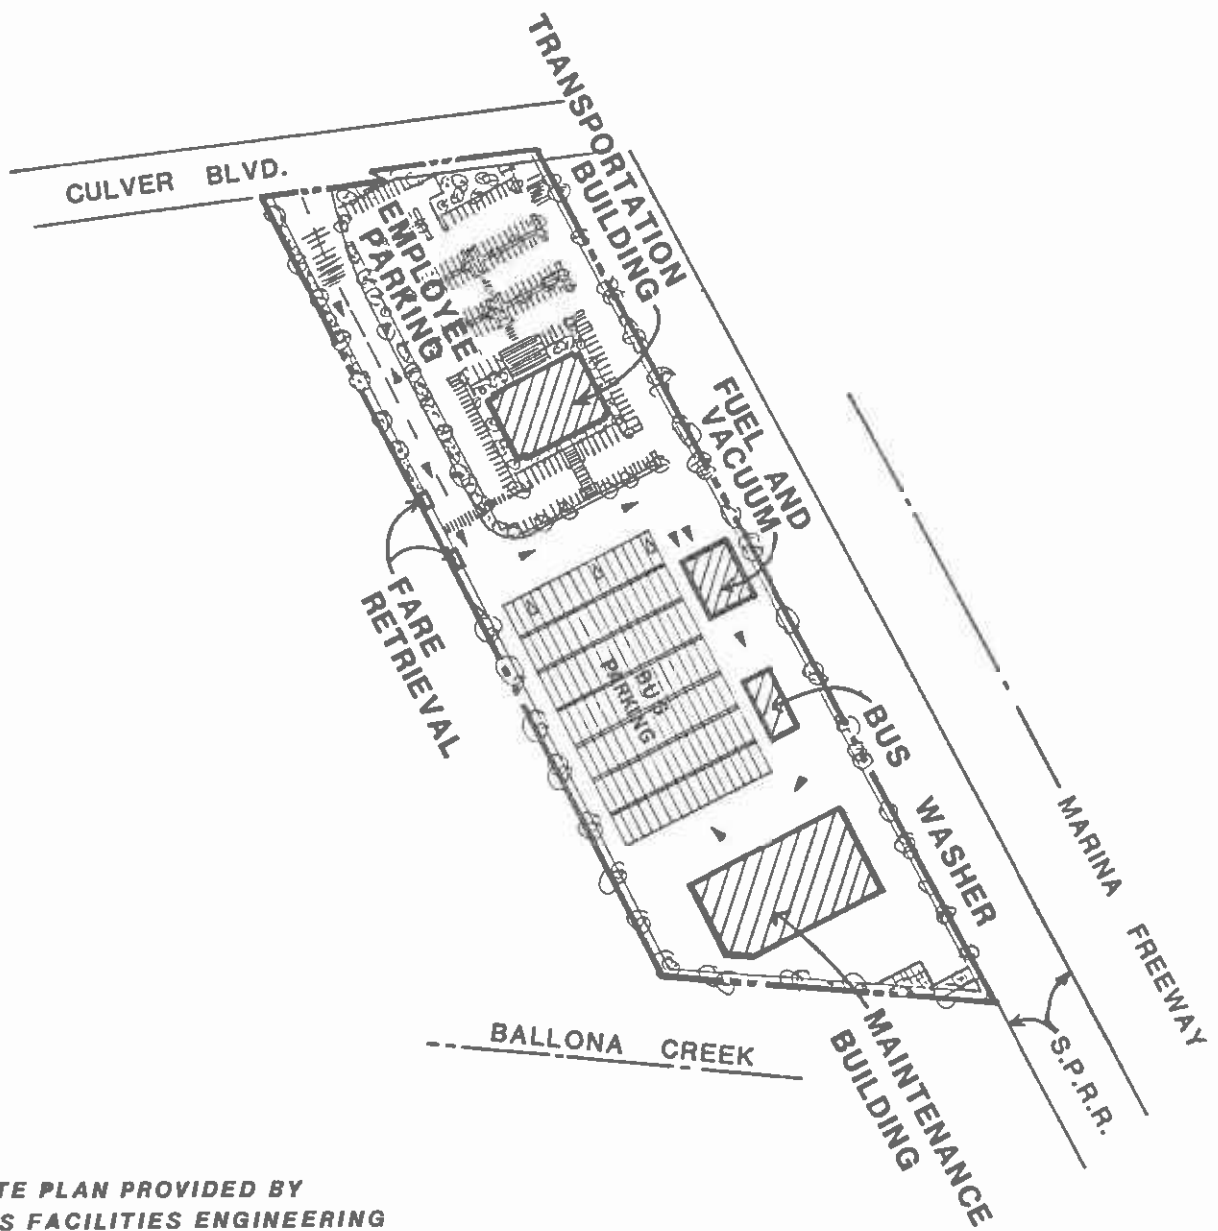 TRANSPORTATION
BUILDING
CULVER BLVD.
EMPLOYEE
PARKING
FUEL AND
VACUUM
FARE
RETRIEVAL
BUS
PARKING
BUS WASHER
MARINA FREEWAY
S.P.R.R.
BALLONA CREEK
MAINTENANCE
BUILDING
TE PLAN PROVIDED BY
S FACILITIES ENGINEERING